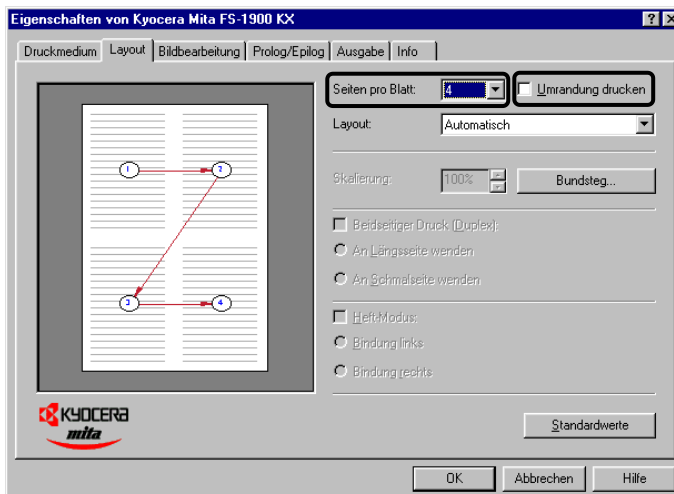 Eigenschaften von Kyocera Mita FS-1900 KX
Druckmedium Layout Bildbearbeitung Prolog/Epilog Ausgabe Info
Seiten pro Blatt: 4 Umrandung drucken
Layout: Automatisch
1 2
Skalierung: 100% Bundsteg...
Beidseitiger Druck (Duplex):
An Längsseite wenden
An Schmalseite wenden
3 4
Heft-Modus:
Bindung links
Bindung rechts
KYOCERA
mita
Standardwerte
OK Abbrechen Hilfe